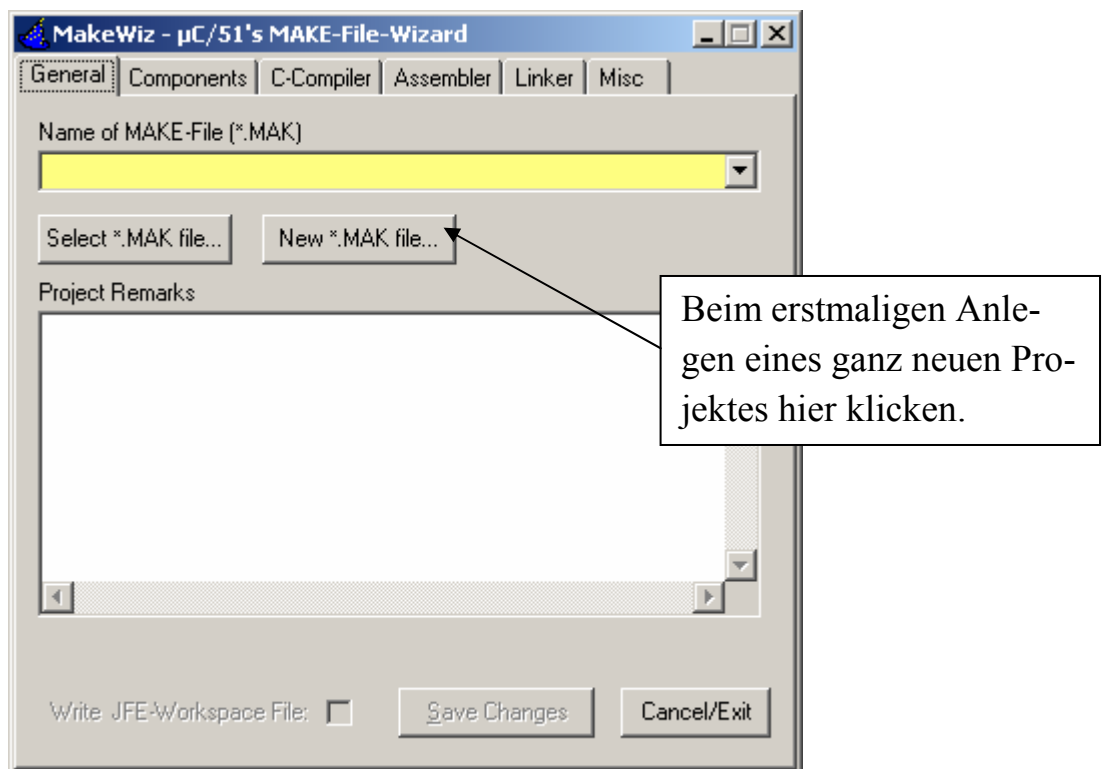 MakeWiz - µC/51's MAKE-File-Wizard
General Components C-Compiler Assembler Linker Misc
Name of MAKE-File (*.MAK)
Select *.MAK file... New *.MAK file...
Project Remarks
Beim erstmaligen Anle-
gen eines ganz neuen Pro-
jektes hier klicken.
Write JFE-Workspace File: Save Changes Cancel/Exit